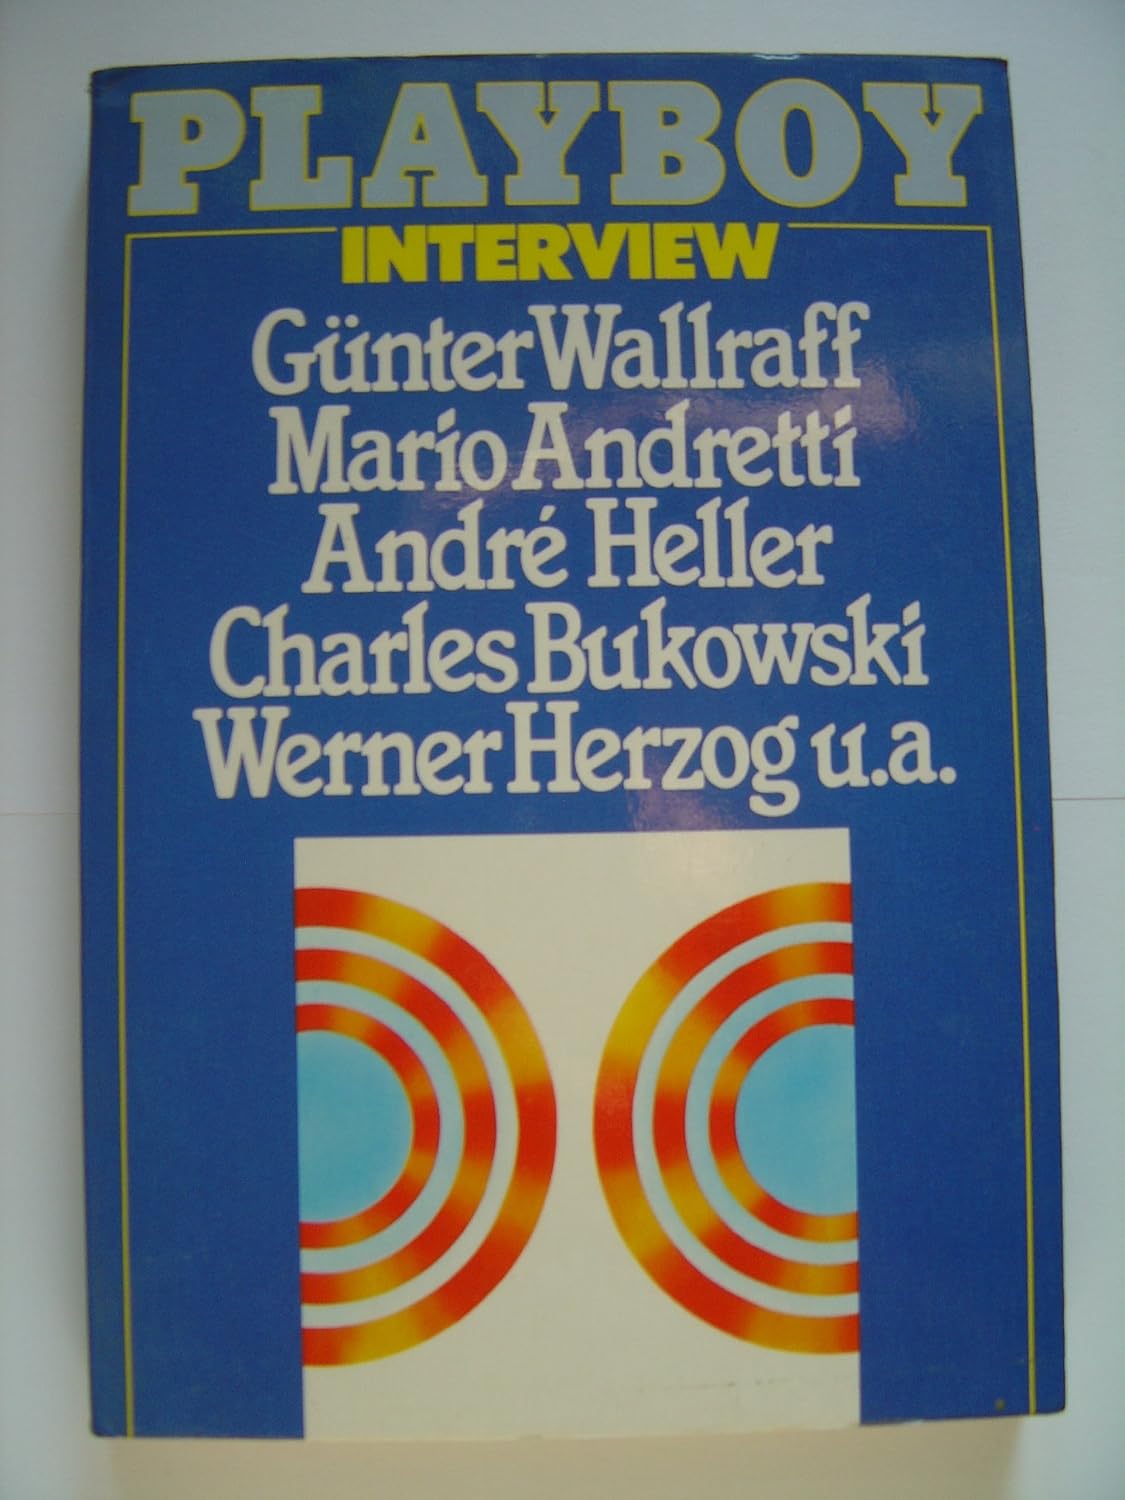 PLAYBOY
INTERVIEW
Günter Wallraff
Mario Andretti
André Heller
Charles Bukowski
Werner Herzog u.a.